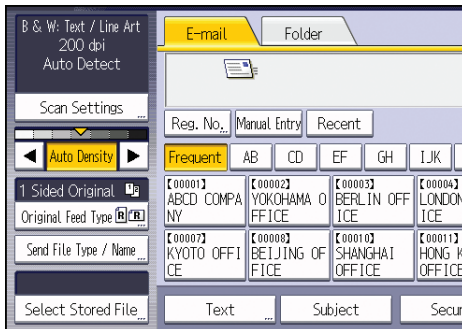 B & W: Text / Line Art
200 dpi
Auto Detect
Scan Settings
Auto Density
1 Sided Original
Original Feed Type
Send File Type / Name
Select Stored File
E-mail
Folder
Reg. No.
Manual Entry
Recent
Frequent
AB
CD
EF
GH
IJK
【00001】
ABCD COMPA
NY
【00002】
YOKOHAMA O
FFICE
【00003】
BERLIN OFF
ICE
【00004】
LONDON
ICE
【00007】
KYOTO OFFI
CE
【00008】
BEIJING OF
FICE
【00010】
SHANGHAI
OFFICE
【00011】
HONG K
OFFICE
Text
Subject
Secur